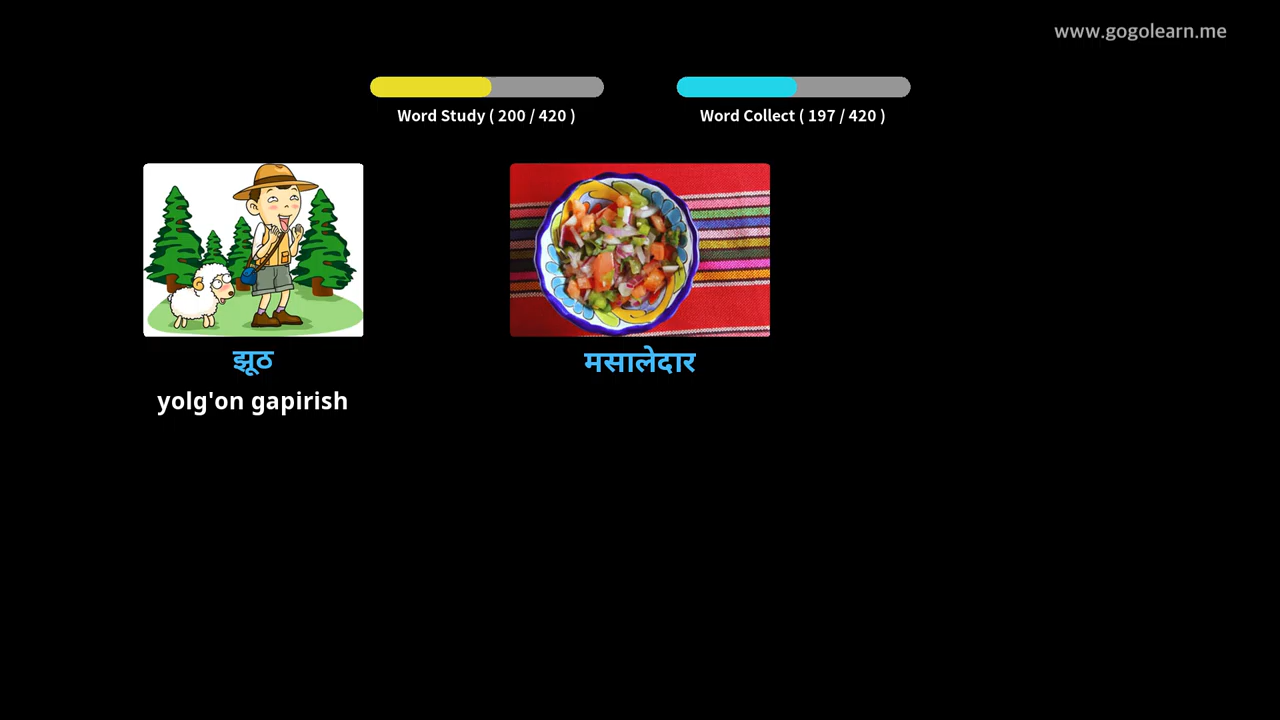 www.gogolearn.me
Word Study ( 200 / 420 )
Word Collect ( 197 / 420 )
झूठ
yolg'on gapirish
मसालेदार